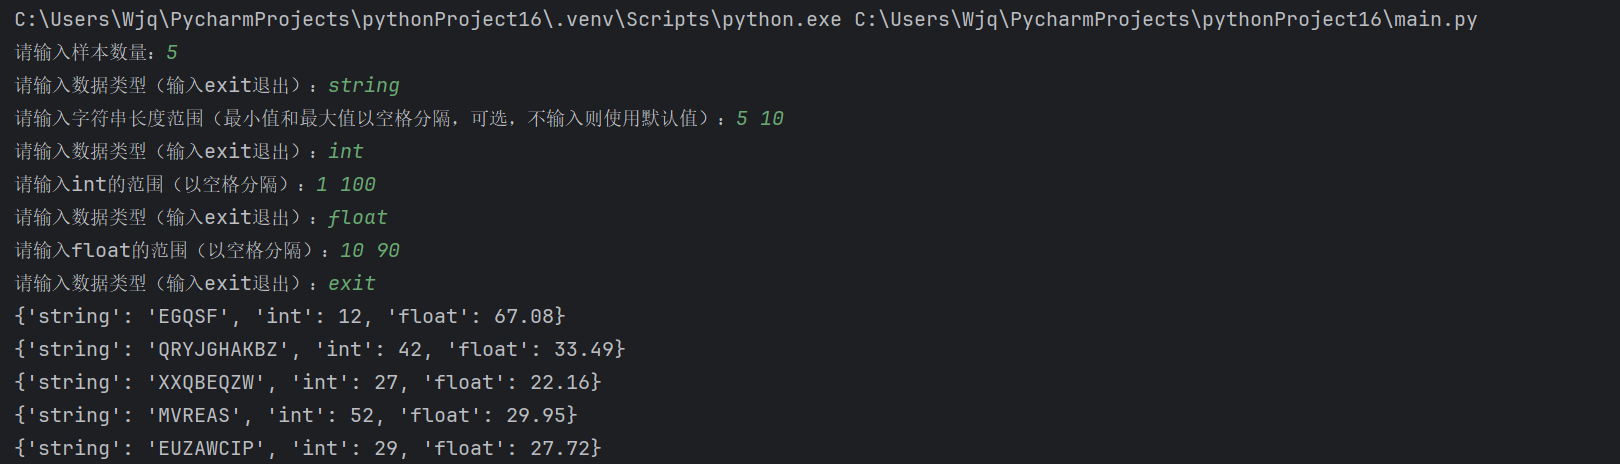 C:\Users\Wjq\PycharmProjects\pythonProject16\.venv\Scripts\python.exe C:\Users\Wjq\PycharmProjects\pythonProject16\main.py
请输入样本数量：5
请输入数据类型（输入exit退出）：string
请输入字符串长度范围（最小值和最大值以空格分隔，可选，不输入则使用默认值）：5 10
请输入数据类型（输入exit退出）：int
请输入int的范围（以空格分隔）：1 100
请输入数据类型（输入exit退出）：float
请输入float的范围（以空格分隔）：10 90
请输入数据类型（输入exit退出）：exit
{'string': 'EGQSF', 'int': 12, 'float': 67.08}
{'string': 'QRYJGHAKBZ', 'int': 42, 'float': 33.49}
{'string': 'XXQBEQZW', 'int': 27, 'float': 22.16}
{'string': 'MVREAS', 'int': 52, 'float': 29.95}
{'string': 'EUZAWCIP', 'int': 29, 'float': 27.72}